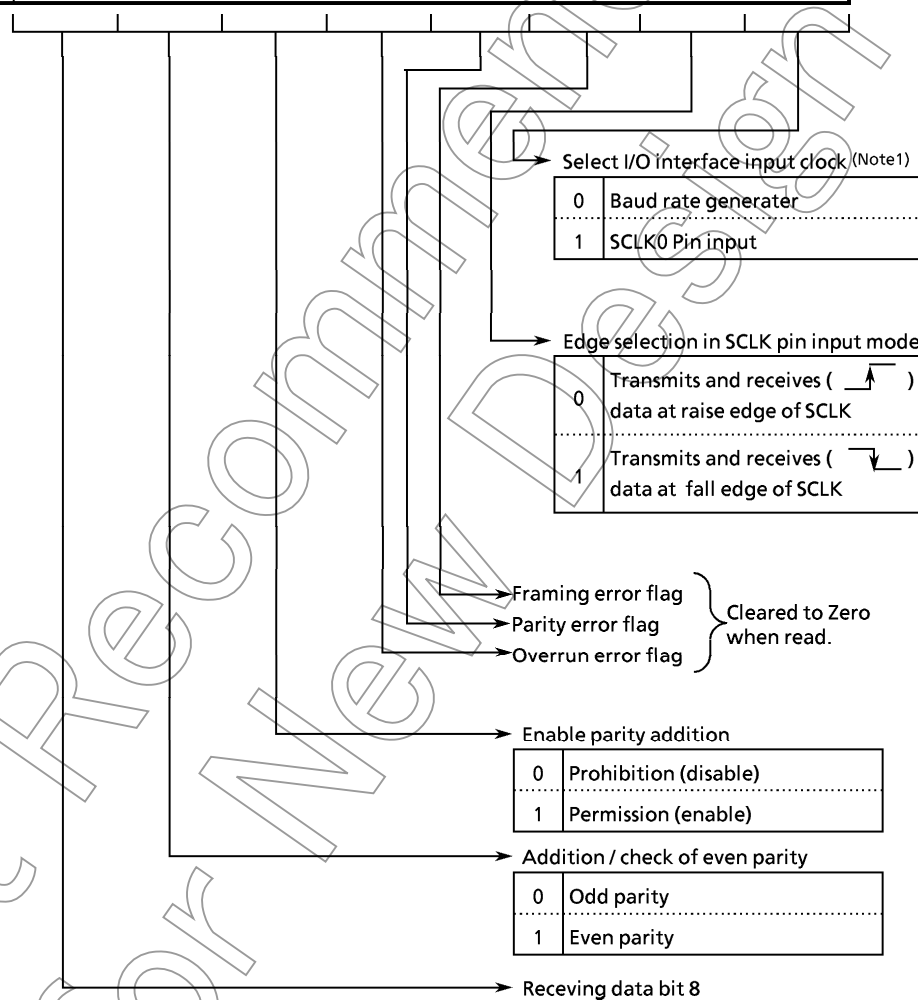 Select I/O interface input clock (Note1)
0 Baud rate generater
1 SCLK0 Pin input
Edge selection in SCLK pin input mode
0 Transmits and receives ( )
data at raise edge of SCLK
1 Transmits and receives ( )
data at fall edge of SCLK
Framing error flag
Parity error flag
Overrun error flag
Cleared to Zero
when read.
Enable parity addition
0 Prohibition (disable)
1 Permission (enable)
Addition / check of even parity
0 Odd parity
1 Even parity
Receving data bit 8
Recommen
or New Design